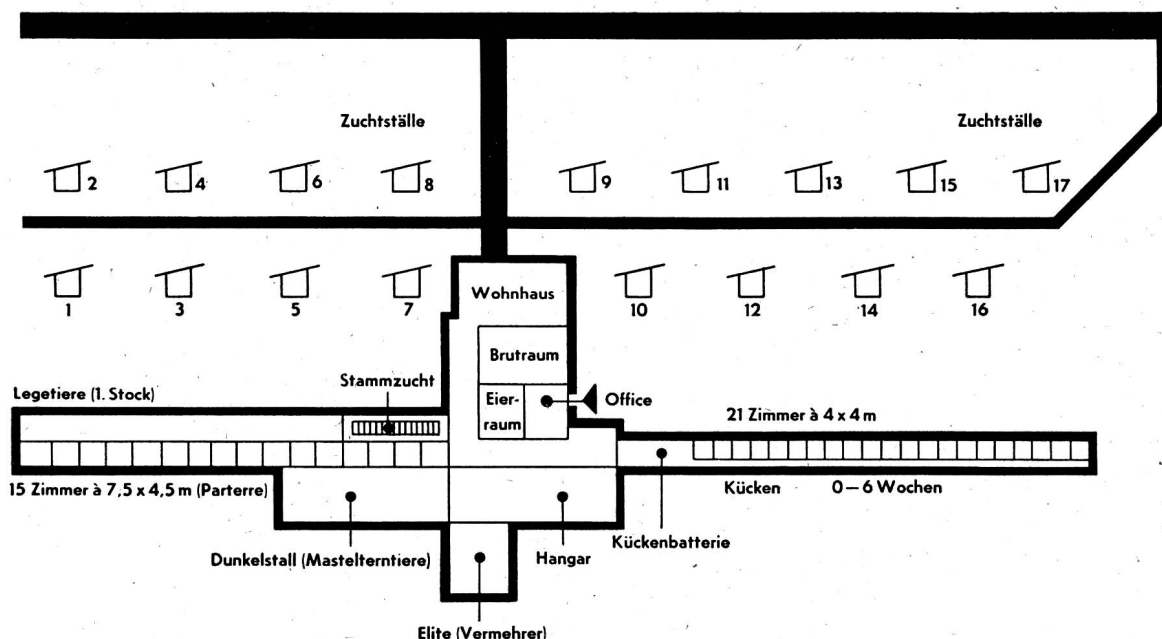 Zuchtställe
Zuchtställe
2
4
6
8
9
11
13
15
17
1
3
5
7
10
12
14
16
Wohnhaus
Brutraum
Stammzucht
Legetiere (1. Stock)
Eier-
raum
Office
21 Zimmer à 4 x 4 m
15 Zimmer à 7,5 x 4,5 m (Parterre)
Kücken 0–6 Wochen
Dunkelstall (Mastelterntiere)
Hangar
Kückenbatterie
Elite (Vermehrer)